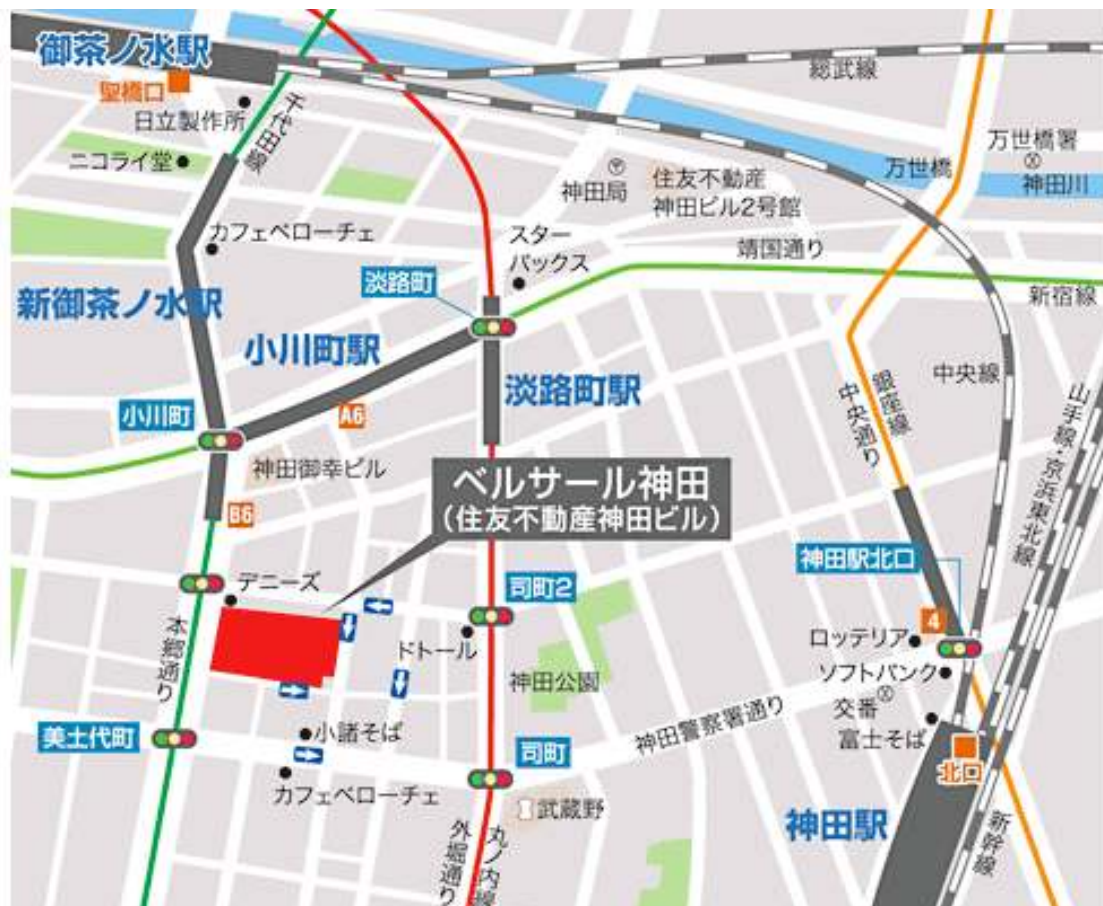 御茶ノ水駅
聖橋口
日立製作所
千代田線
ニコライ堂
総武線
万世橋署
万世橋
神田川
神田局
住友不動産
神田ビル2号館
カフェベローチェ
スター
バックス
靖国通り
淡路町
新御茶ノ水駅
小川町駅
新宿線
淡路町駅
中央線
銀座線
中央通り
山手線・京浜東北線
小川町
A6
神田御幸ビル
B6
ベルサール神田
(住友不動産神田ビル)
神田駅北口
デニーズ
司町2
4
ロッテリア
ドトール
本郷通り
神田公園
ソフトバンク
交番
神田警察署通り
富士そば
美土代町
小諸そば
司町
北口
カフェベローチェ
武蔵野
神田駅
新幹線
丸ノ内線
外堀通り